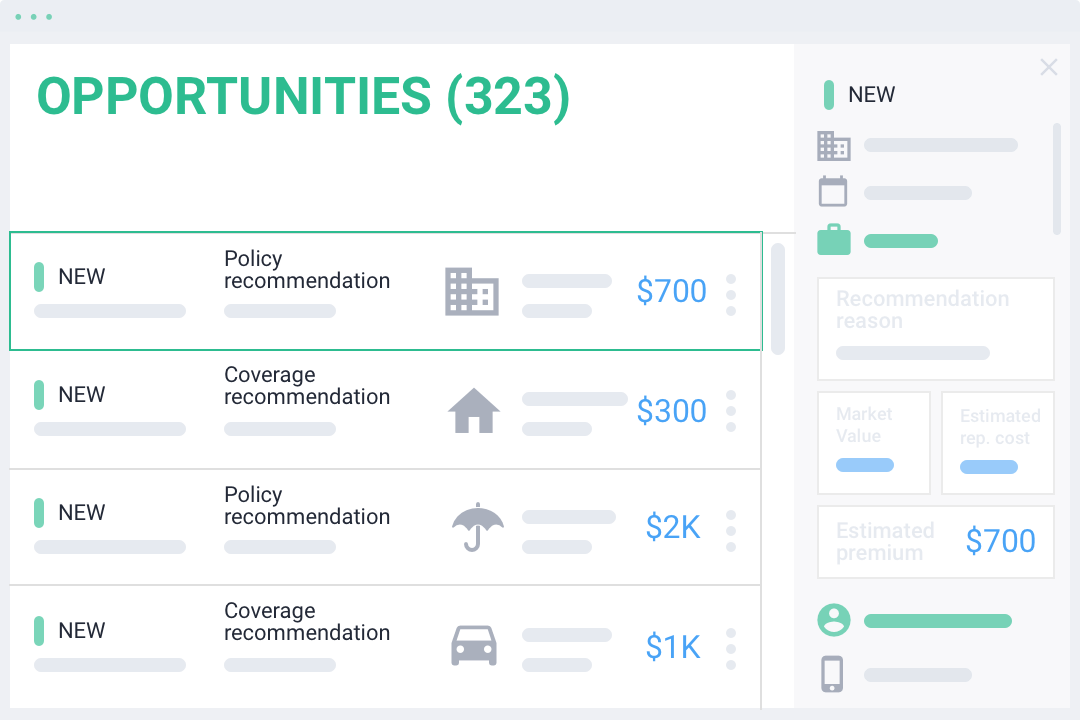 OPPORTUNITIES (323)
NEW
Policy
recommendation
$700
NEW
Coverage
recommendation
$300
NEW
Policy
recommendation
$2K
NEW
Coverage
recommendation
$1K
NEW
Recommendation
reason
Market
Value
Estimated
rep. cost
Estimated
premium
$700